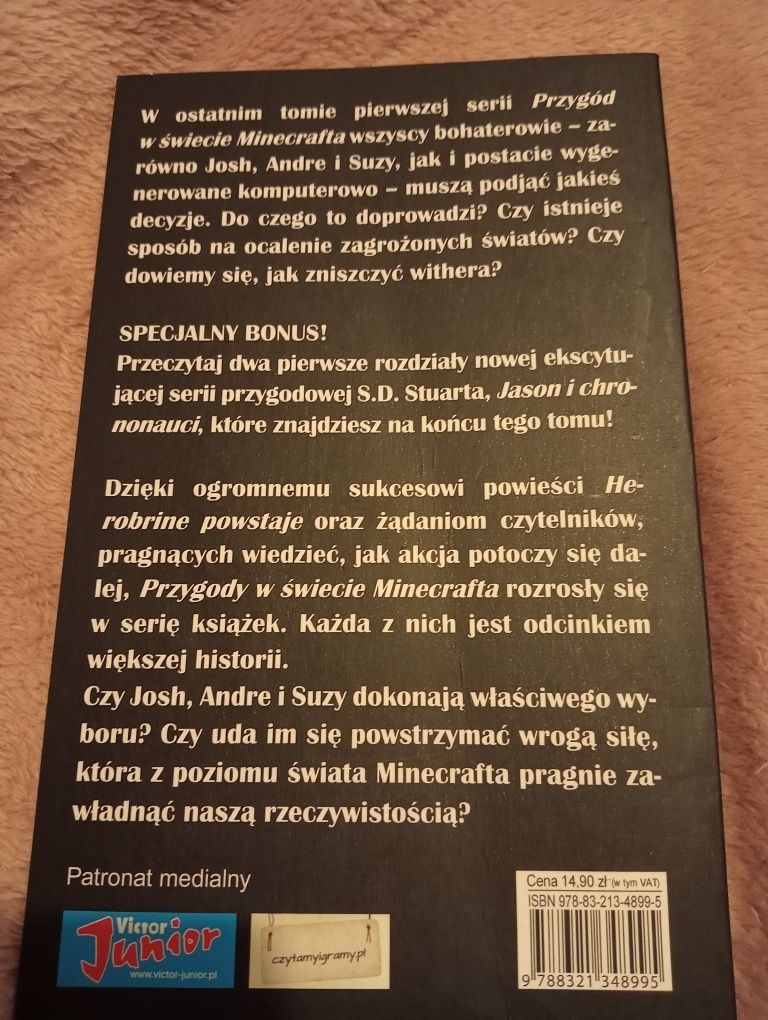 W ostatnim tomie pierwszej serii Przygód
w świecie Minecrafta wszyscy bohaterowie – za-
równo Josh, Andre i Suzy, jak i postacie wyge-
nerowane komputerowo – muszą podjąć jakieś
decyzje. Do czego to doprowadzi? Czy istnieje
sposób na ocalenie zagrożonych światów? Czy
dowiemy się, jak zniszczyć withera?
SPECJALNY BONUS!
Przeczytaj dwa pierwsze rozdziały nowej ekscytu-
jącej serii przygodowej S.D. Stuarta, Jason i chro-
nonauci, które znajdziesz na końcu tego tomu!
Dzięki ogromnemu sukcesowi powieści He-
robrine powstaje oraz żądaniom czytelników,
pragnących wiedzieć, jak akcja potoczy się da-
lej, Przygody w świecie Minecrafta rozrosły się
w serię książek. Każda z nich jest odcinkiem
większej historii.
Czy Josh, Andre i Suzy dokonają właściwego wy-
boru? Czy uda im się powstrzymać wrogą siłę,
która z poziomu świata Minecrafta pragnie za-
władnąć naszą rzeczywistością?
Patronat medialny
Victor
Junior
www.victor-junior.pl
czytamyigramy.pl
Cena 14,90 zł (w tym VAT)
ISBN 978-83-213-4899-5
9 788321 348995